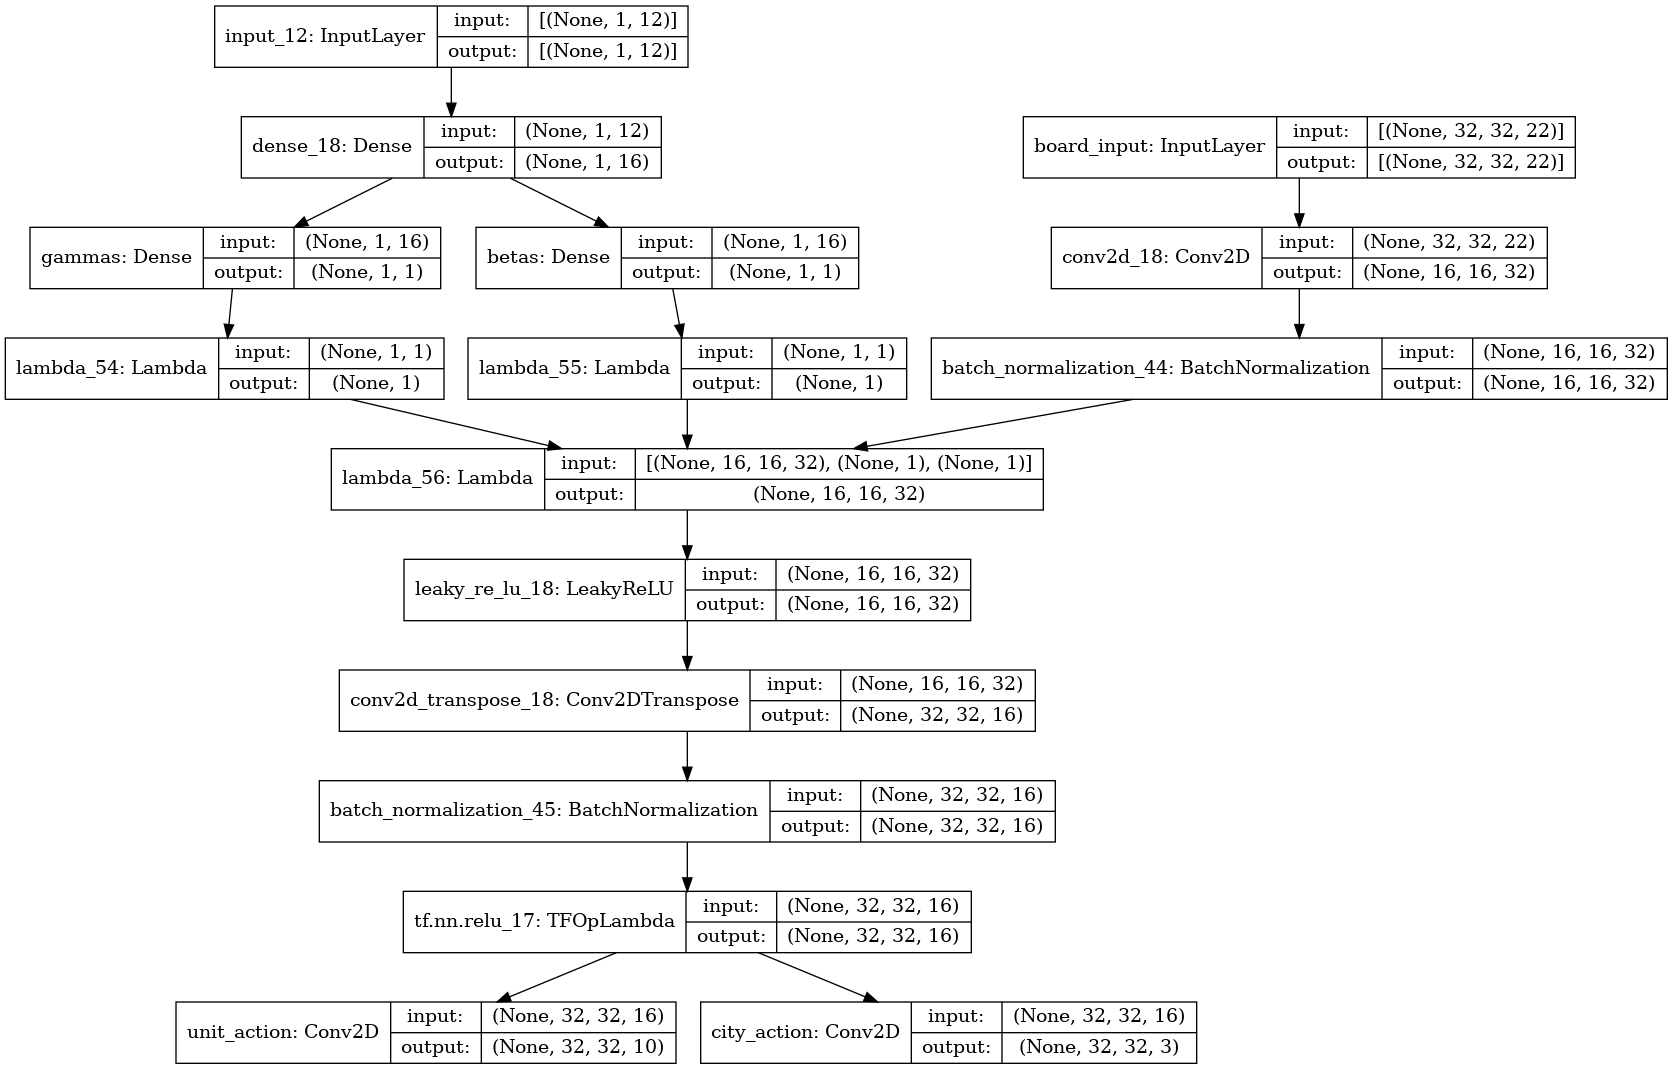 input_12: InputLayer
input:
[(None, 1, 12)]
output:
[(None, 1, 12)]
dense_18: Dense
input:
(None, 1, 12)
output:
(None, 1, 16)
board_input: InputLayer
input:
[(None, 32, 32, 22)]
output:
[(None, 32, 32, 22)]
gammas: Dense
input:
(None, 1, 16)
output:
(None, 1, 1)
betas: Dense
input:
(None, 1, 16)
output:
(None, 1, 1)
conv2d_18: Conv2D
input:
(None, 32, 32, 22)
output:
(None, 16, 16, 32)
lambda_54: Lambda
input:
(None, 1, 1)
output:
(None, 1)
lambda_55: Lambda
input:
(None, 1, 1)
output:
(None, 1)
batch_normalization_44: BatchNormalization
input:
(None, 16, 16, 32)
output:
(None, 16, 16, 32)
lambda_56: Lambda
input:
[(None, 16, 16, 32), (None, 1), (None, 1)]
output:
(None, 16, 16, 32)
leaky_re_lu_18: LeakyReLU
input:
(None, 16, 16, 32)
output:
(None, 16, 16, 32)
conv2d_transpose_18: Conv2DTranspose
input:
(None, 16, 16, 32)
output:
(None, 32, 32, 16)
batch_normalization_45: BatchNormalization
input:
(None, 32, 32, 16)
output:
(None, 32, 32, 16)
tf.nn.relu_17: TFOpLambda
input:
(None, 32, 32, 16)
output:
(None, 32, 32, 16)
unit_action: Conv2D
input:
(None, 32, 32, 16)
output:
(None, 32, 32, 10)
city_action: Conv2D
input:
(None, 32, 32, 16)
output:
(None, 32, 32, 3)